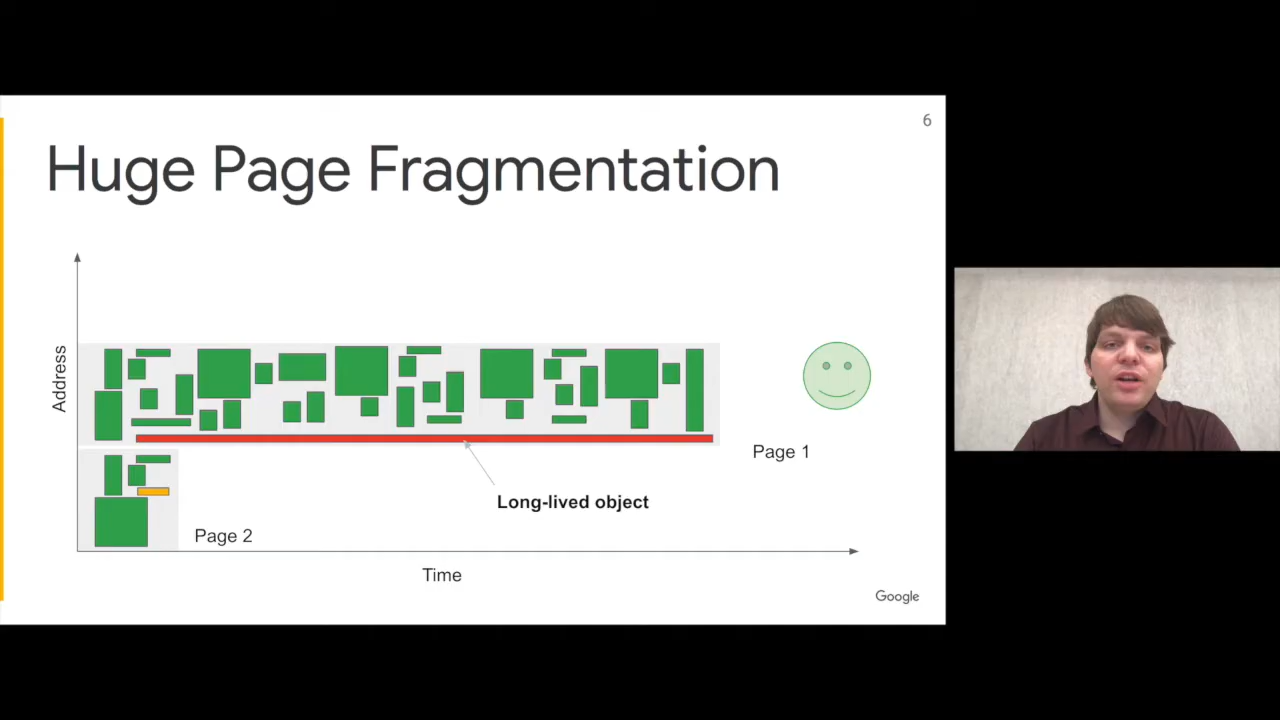 6
Huge Page Fragmentation
Address
Page 1
Long-lived object
Page 2
Time
Google